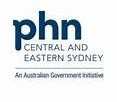 phn
CENTRAL AND
EASTERN SYDNEY
An Australian Government Initiative